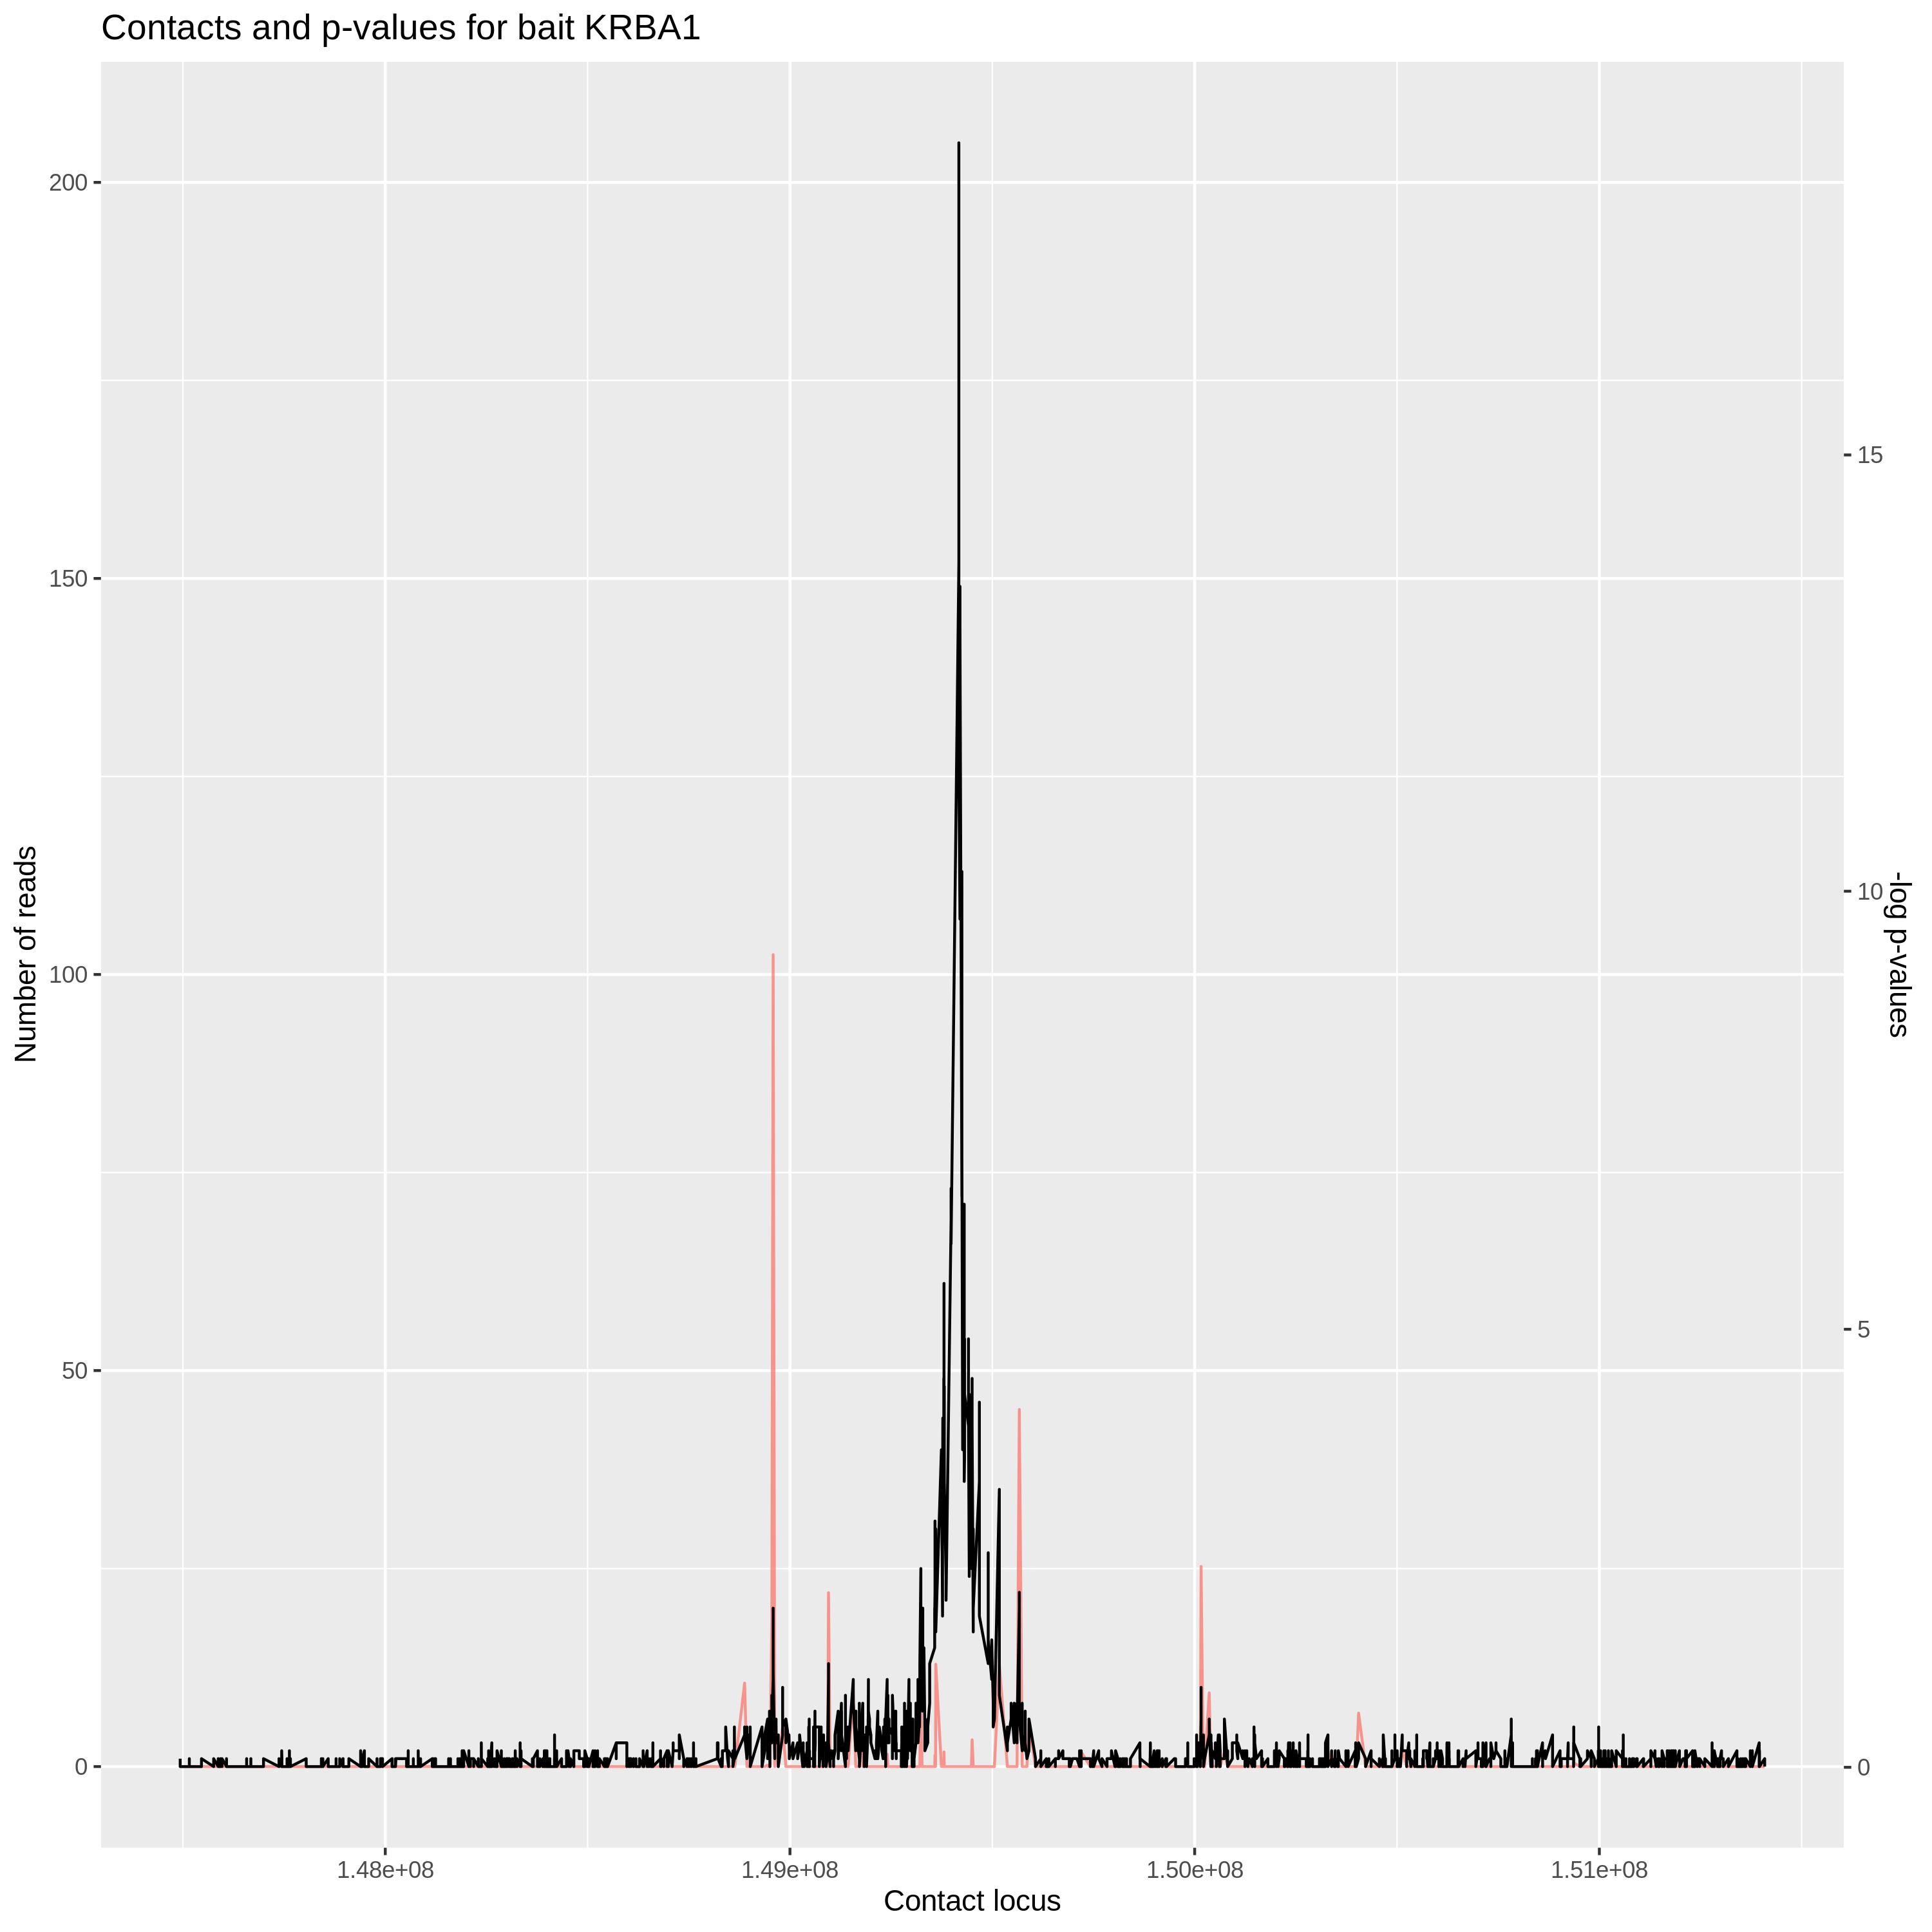 Contacts and p-values for bait KRBA1
200
150
100
50
0
Number of reads
15
10
5
0
-log p-values
1.48e+08
1.49e+08
1.50e+08
1.51e+08
Contact locus